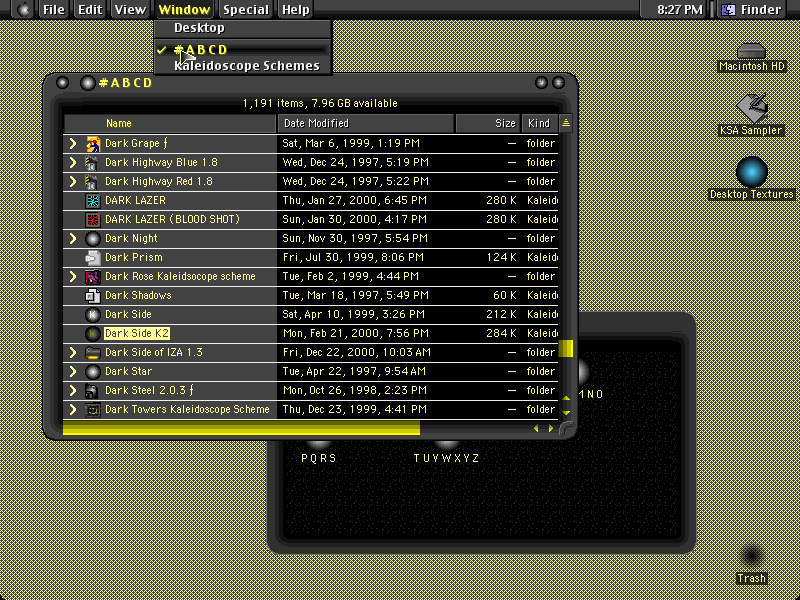 File Edit View Window Special Help 8:27 PM Finder
Desktop
✓ #ABCD
Kaleidoscope Schemes
#ABCD
1,191 items, 7.96 GB available
Name Date Modified Size Kind
Dark Grape ƒ Sat, Mar 6, 1999, 1:19 PM — folder
Dark Highway Blue 1.8 Wed, Dec 24, 1997, 5:19 PM — folder
Dark Highway Red 1.8 Wed, Dec 24, 1997, 5:22 PM — folder
DARK LAZER Thu, Jan 27, 2000, 6:45 PM 280 K Kaleid
DARK LAZER (BLOOD SHOT) Sun, Jan 30, 2000, 4:17 PM 280 K Kaleid
Dark Night Sun, Nov 30, 1997, 5:54 PM — folder
Dark Prism Fri, Jul 30, 1999, 8:06 PM 124 K Kaleid
Dark Rose Kaleidsocope scheme Tue, Feb 2, 1999, 4:44 PM — folder
Dark Shadows Tue, Mar 18, 1997, 5:49 PM 60 K Kaleid
Dark Side Sat, Apr 10, 1999, 3:26 PM 212 K Kaleid
Dark Side K2 Mon, Feb 21, 2000, 7:56 PM 284 K Kaleid
Dark Side of IZA 1.3 Fri, Dec 22, 2000, 10:03 AM — folder
Dark Star Tue, Apr 22, 1997, 9:54 AM — folder
Dark Steel 2.0.3 ƒ Mon, Oct 26, 1998, 2:23 PM — folder
Dark Towers Kaleidoscope Scheme Thu, Dec 23, 1999, 4:41 PM — folder
MNO
PQRS TUVWXYZ
Macintosh HD
KSA Sampler
Desktop Textures
Trash